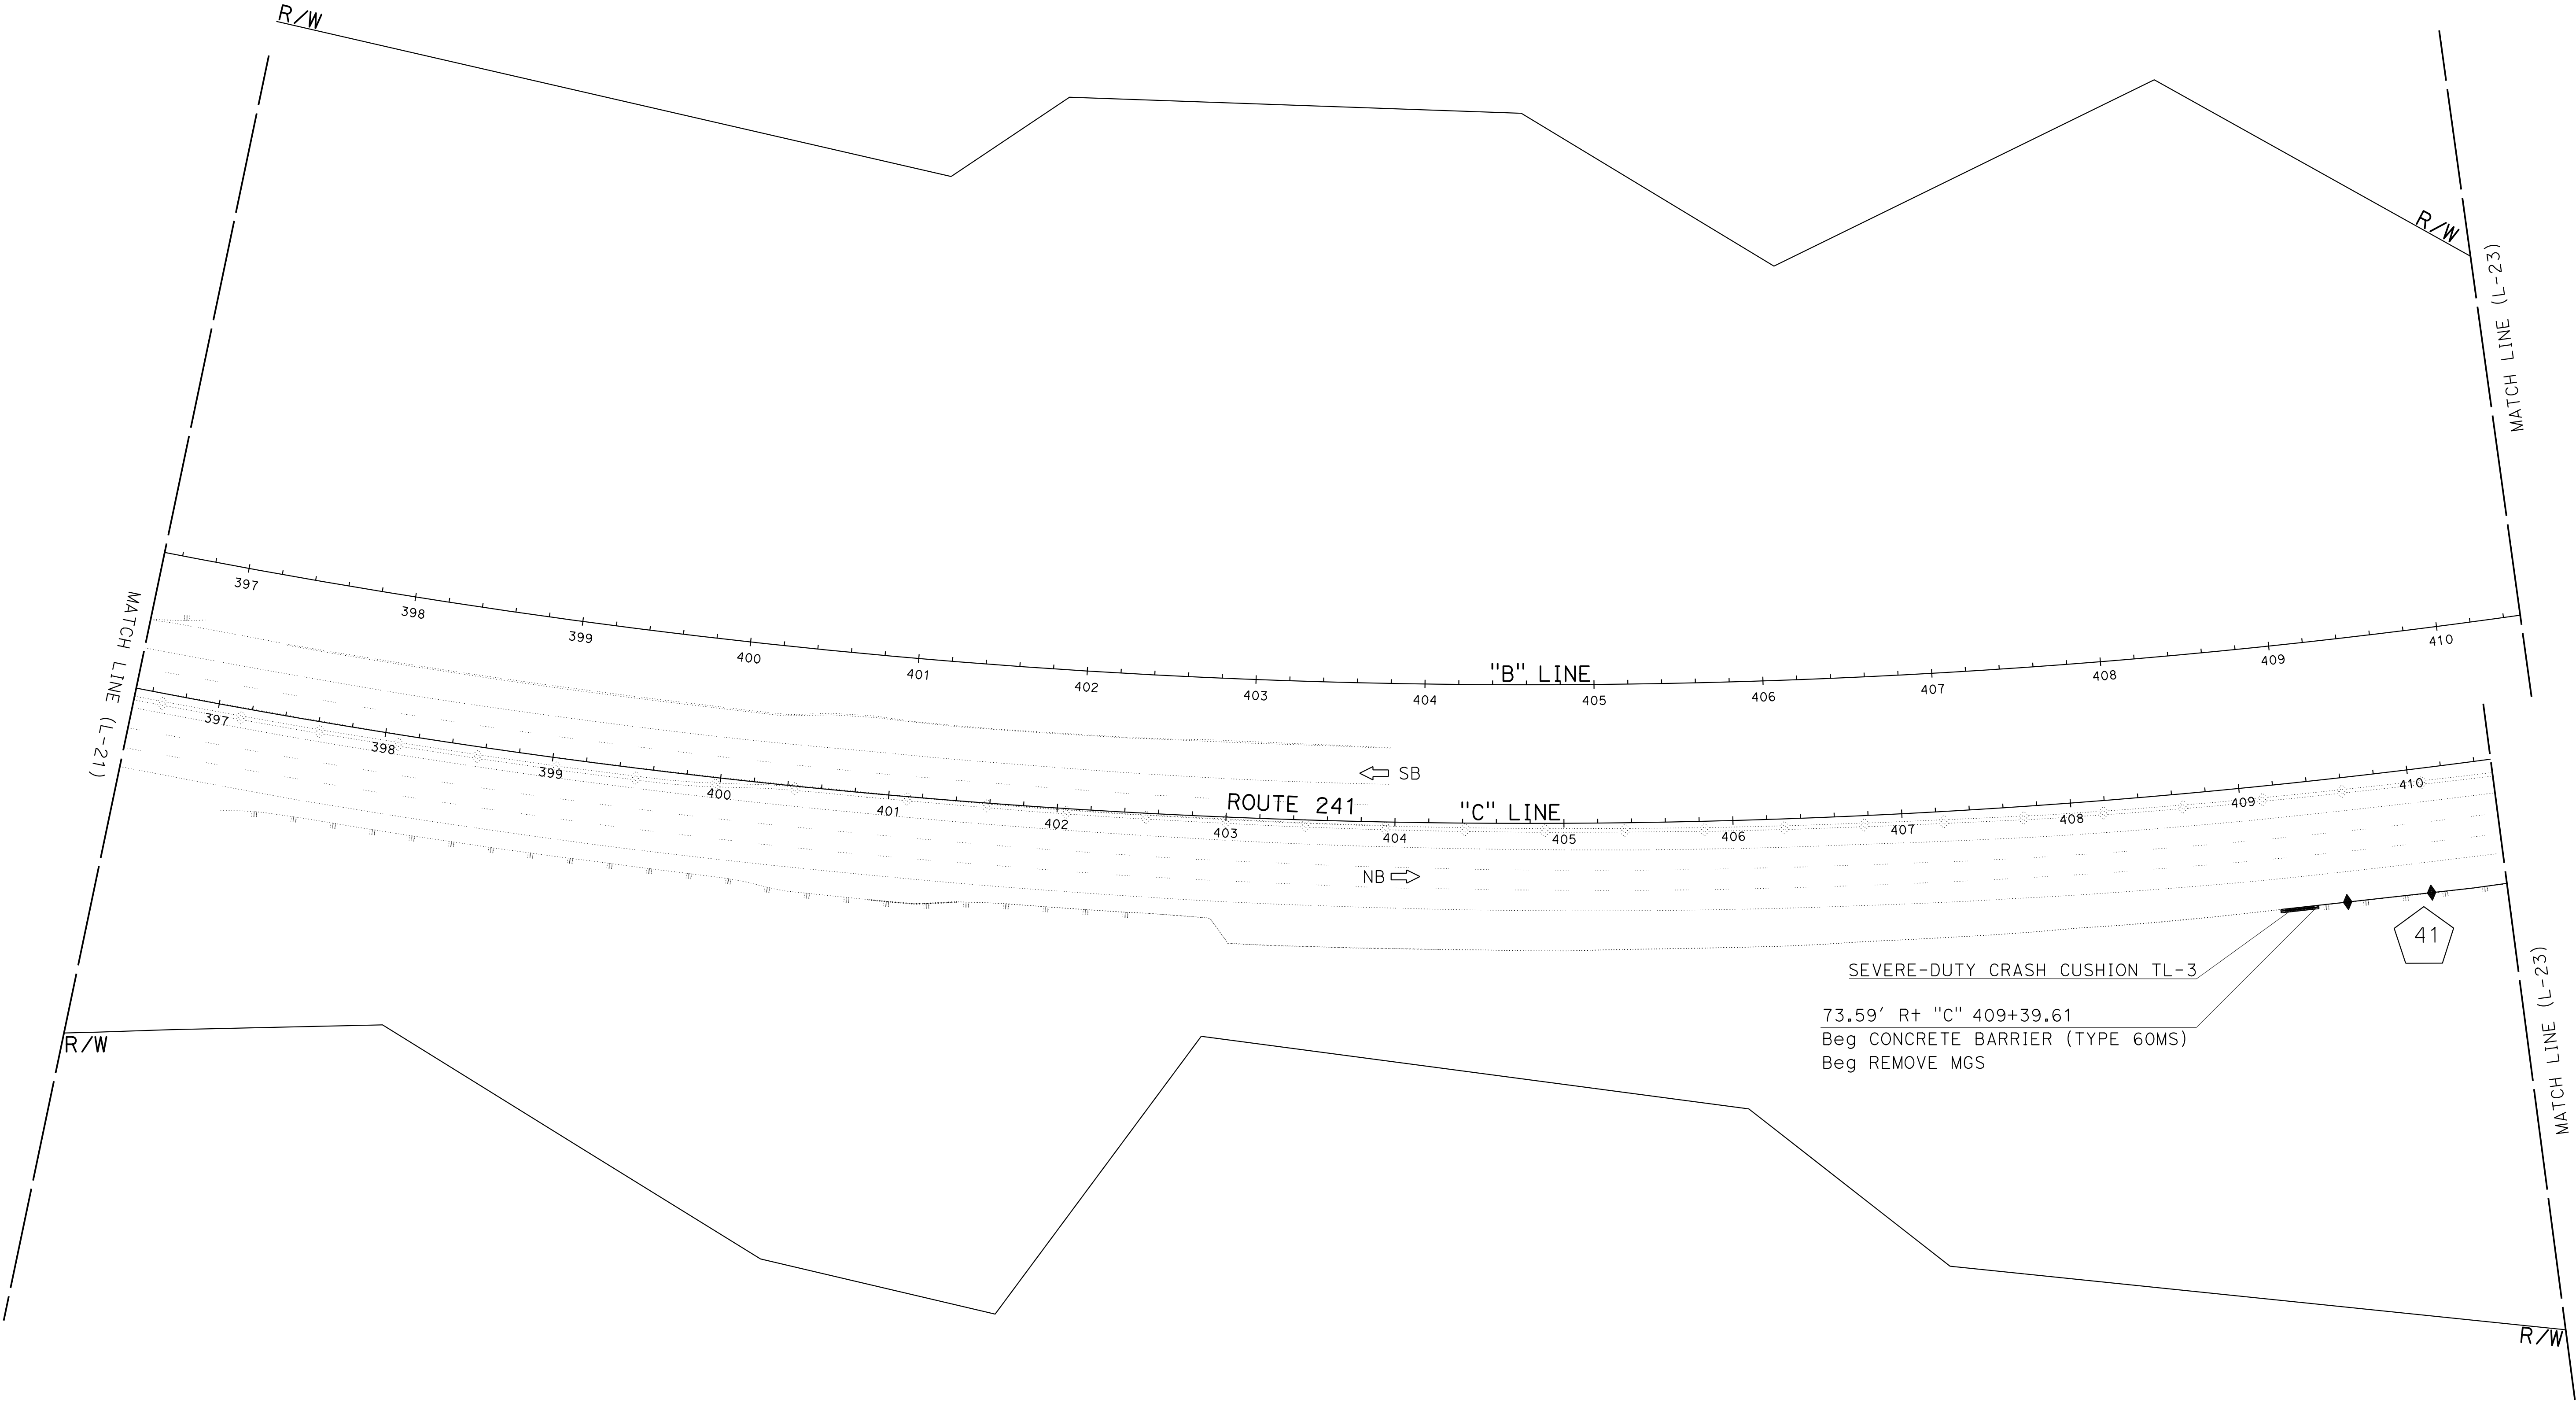 R/W
R/W
MATCH LINE (L-23)
397
398
399
400
401
402
403
404
405
406
407
408
409
410
"B" LINE
MATCH LINE (L-21)
SB
ROUTE 241
"C" LINE
397
398
399
400
401
402
403
404
405
406
407
408
409
410
NB
41
SEVERE-DUTY CRASH CUSHION TL-3
73.59' Rt "C" 409+39.61
Beg CONCRETE BARRIER (TYPE 60MS)
Beg REMOVE MGS
MATCH LINE (L-23)
R/W
R/W